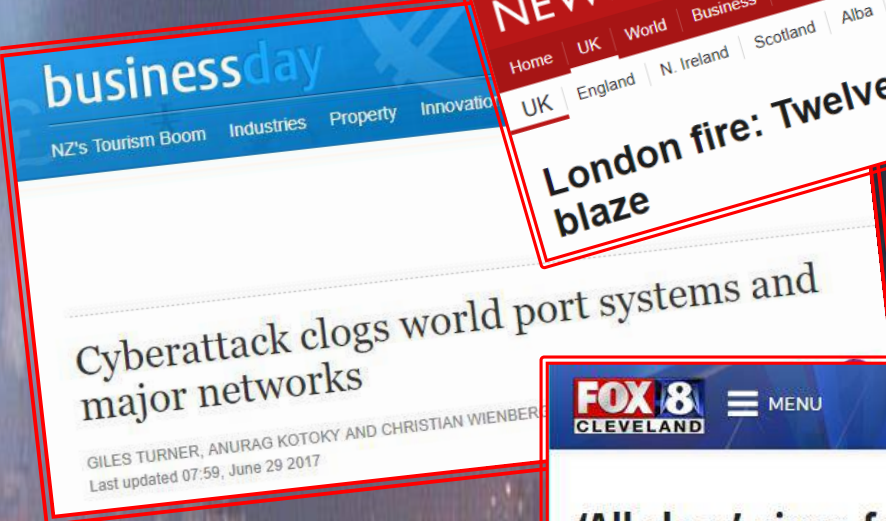 businessday
NZ's Tourism Boom Industries Property
Cyberattack clogs world port systems and
major networks
GILES TURNER, ANURAG KOTOKY AND CHRISTIAN
Last updated 07:59, June 29 2017
Home UK World Business
UK England N. Ireland Scotland Alba
London fire: Twelve
blaze
FOX 8
CLEVELAND
MENU